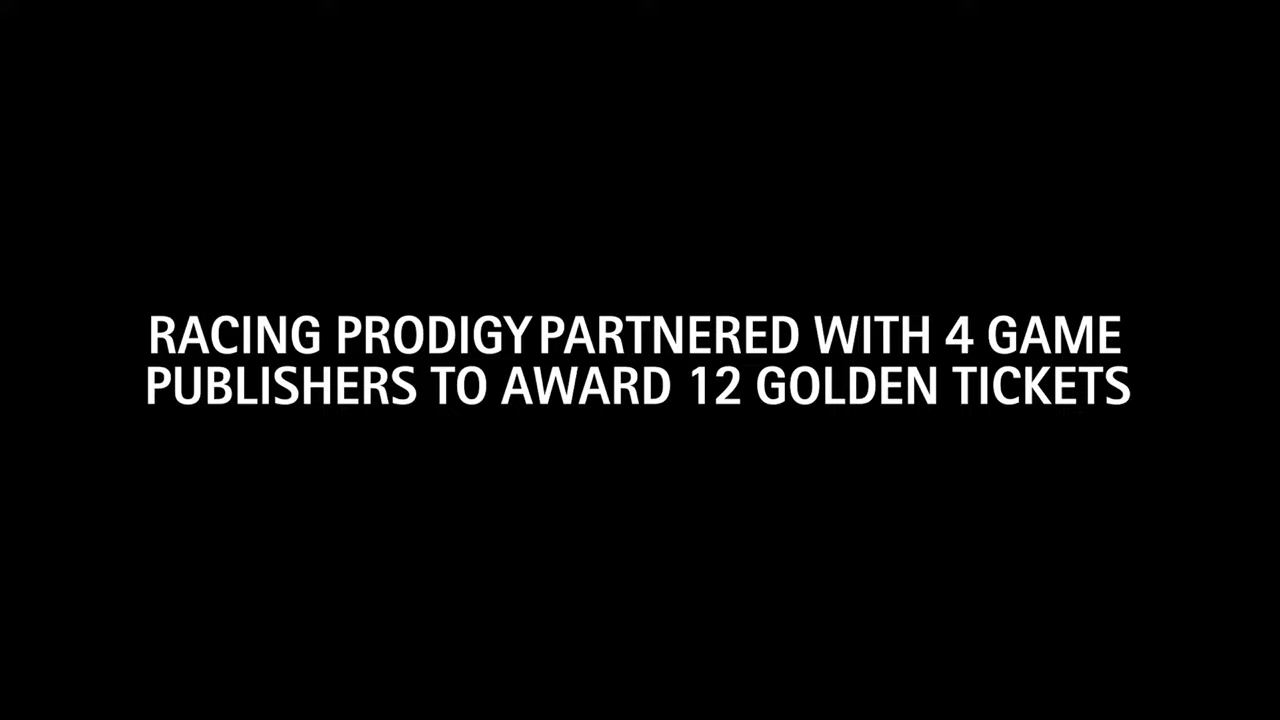 RACING PRODIGY PARTNERED WITH 4 GAME
PUBLISHERS TO AWARD 12 GOLDEN TICKETS